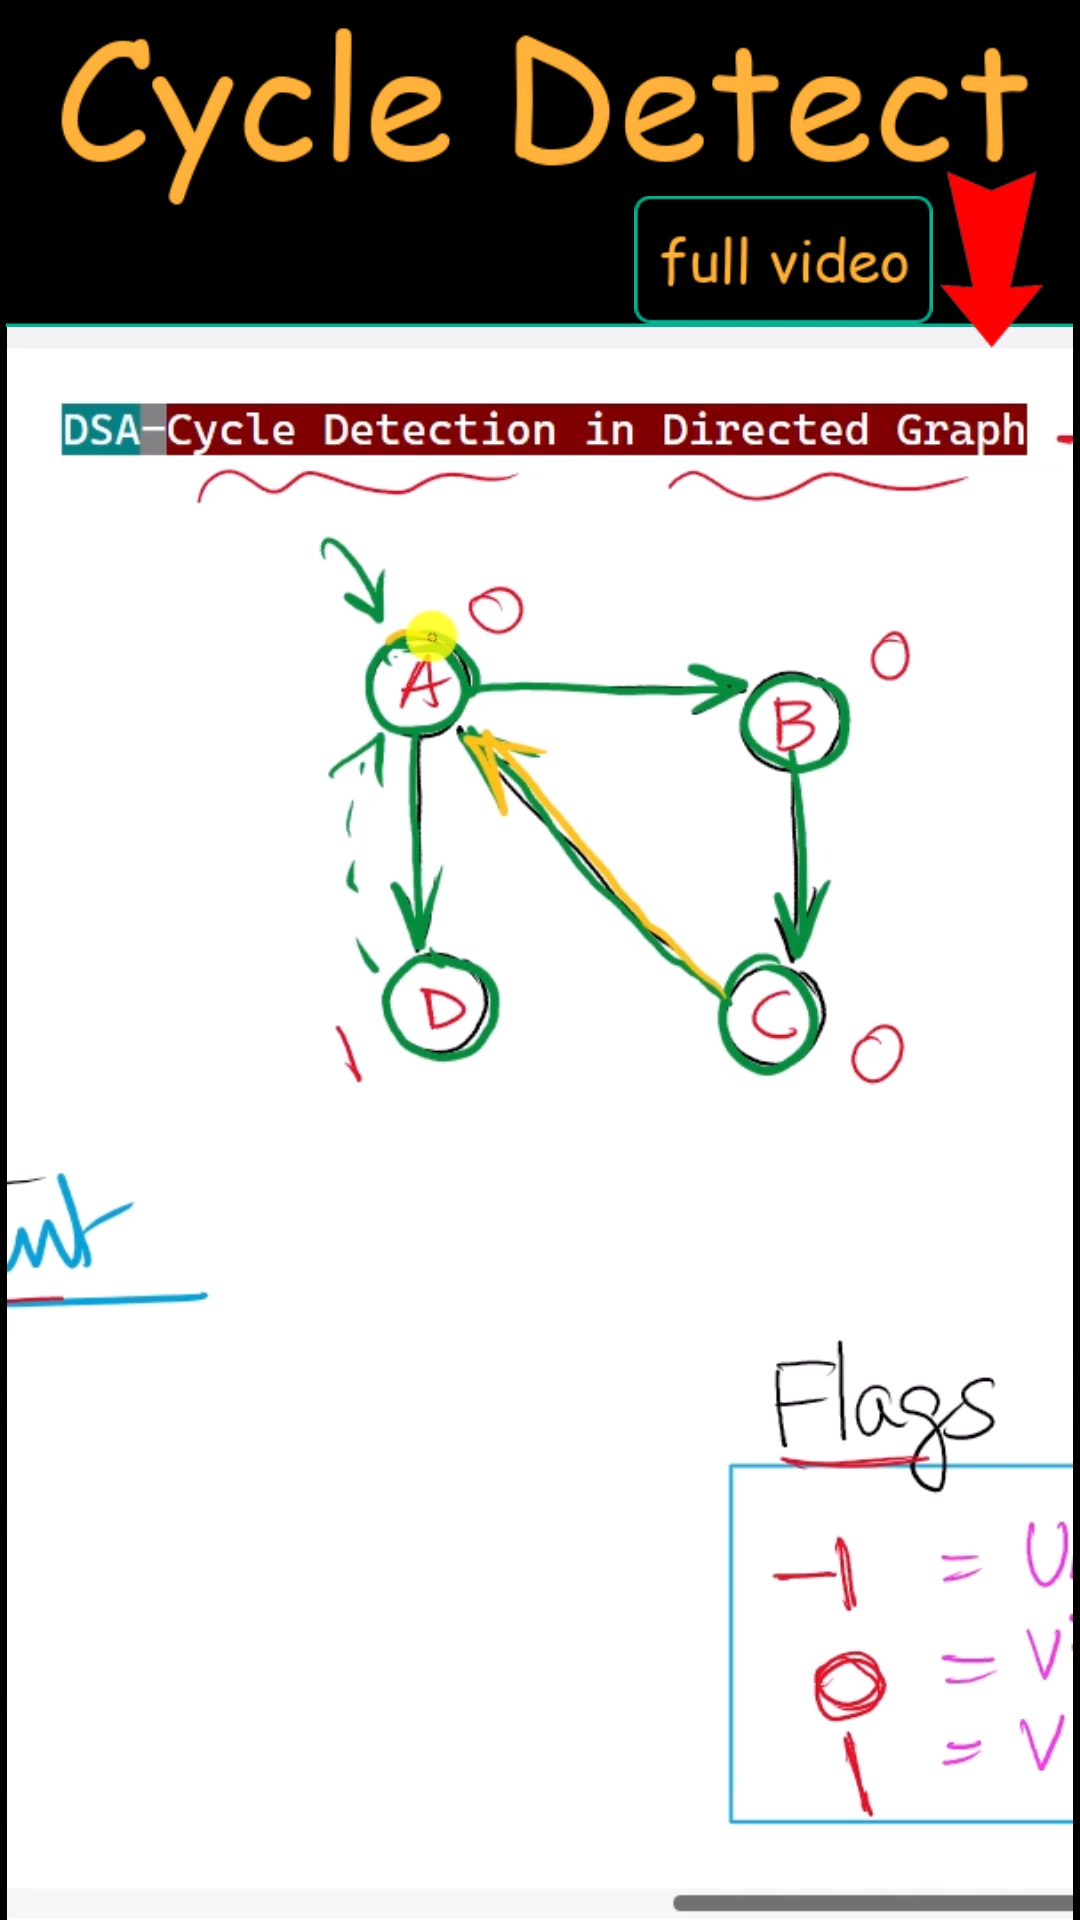 Cycle Detect
full video
DSA-Cycle Detection in Directed Graph
0
A
0
B
D
C
1
0
Flags
-1 =
0 =
1 =